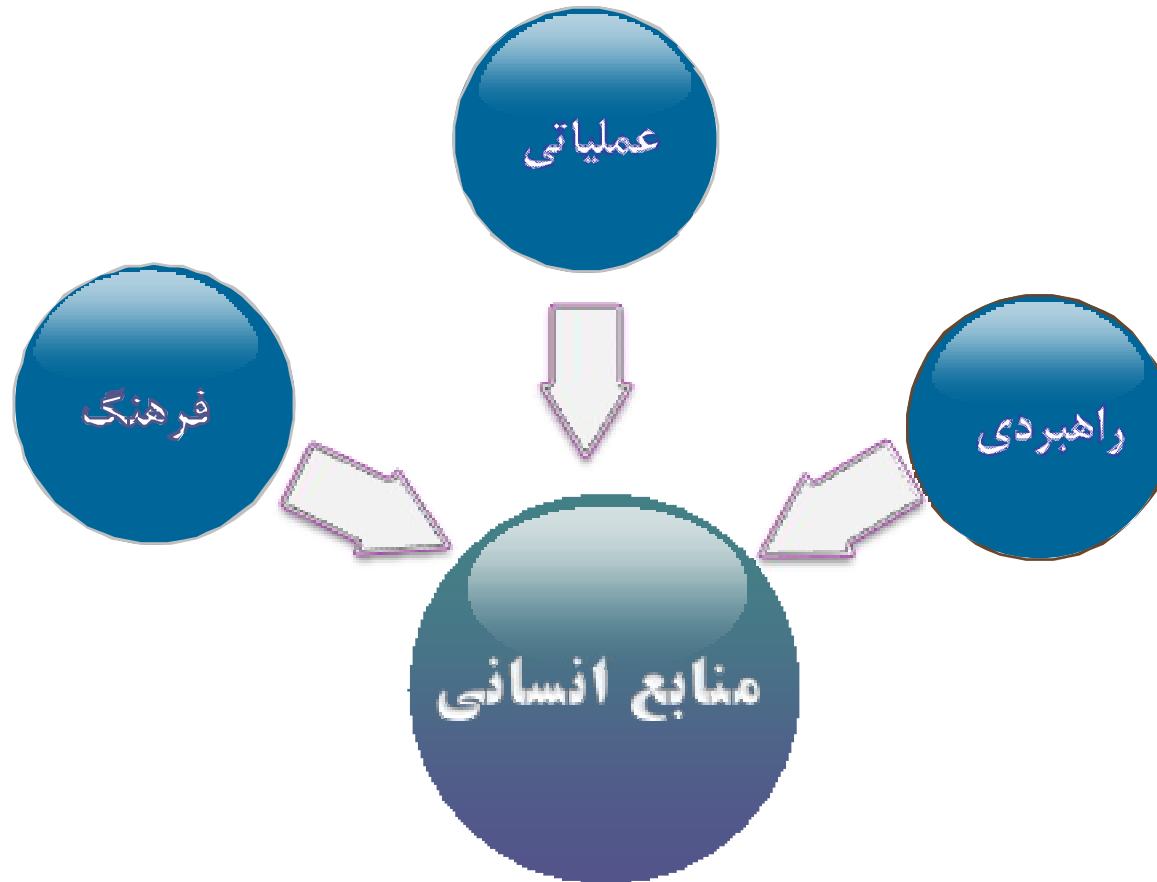 عملیاتی
راهبردی
فرهنگ
منابع انسانی